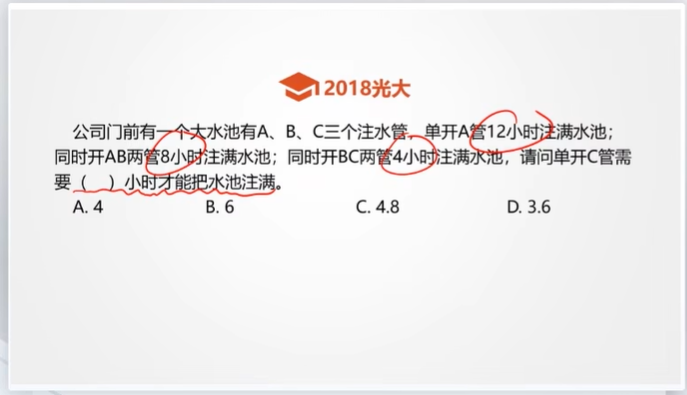 2018光大
公司门前有一个大水池有A、B、C三个注水管、单开A管12小时注满水池；
同时开AB两管8小时注满水池；同时开BC两管4小时注满水池，请问单开C管需
要（ ）小时才能把水池注满。
A. 4 B. 6 C. 4.8 D. 3.6